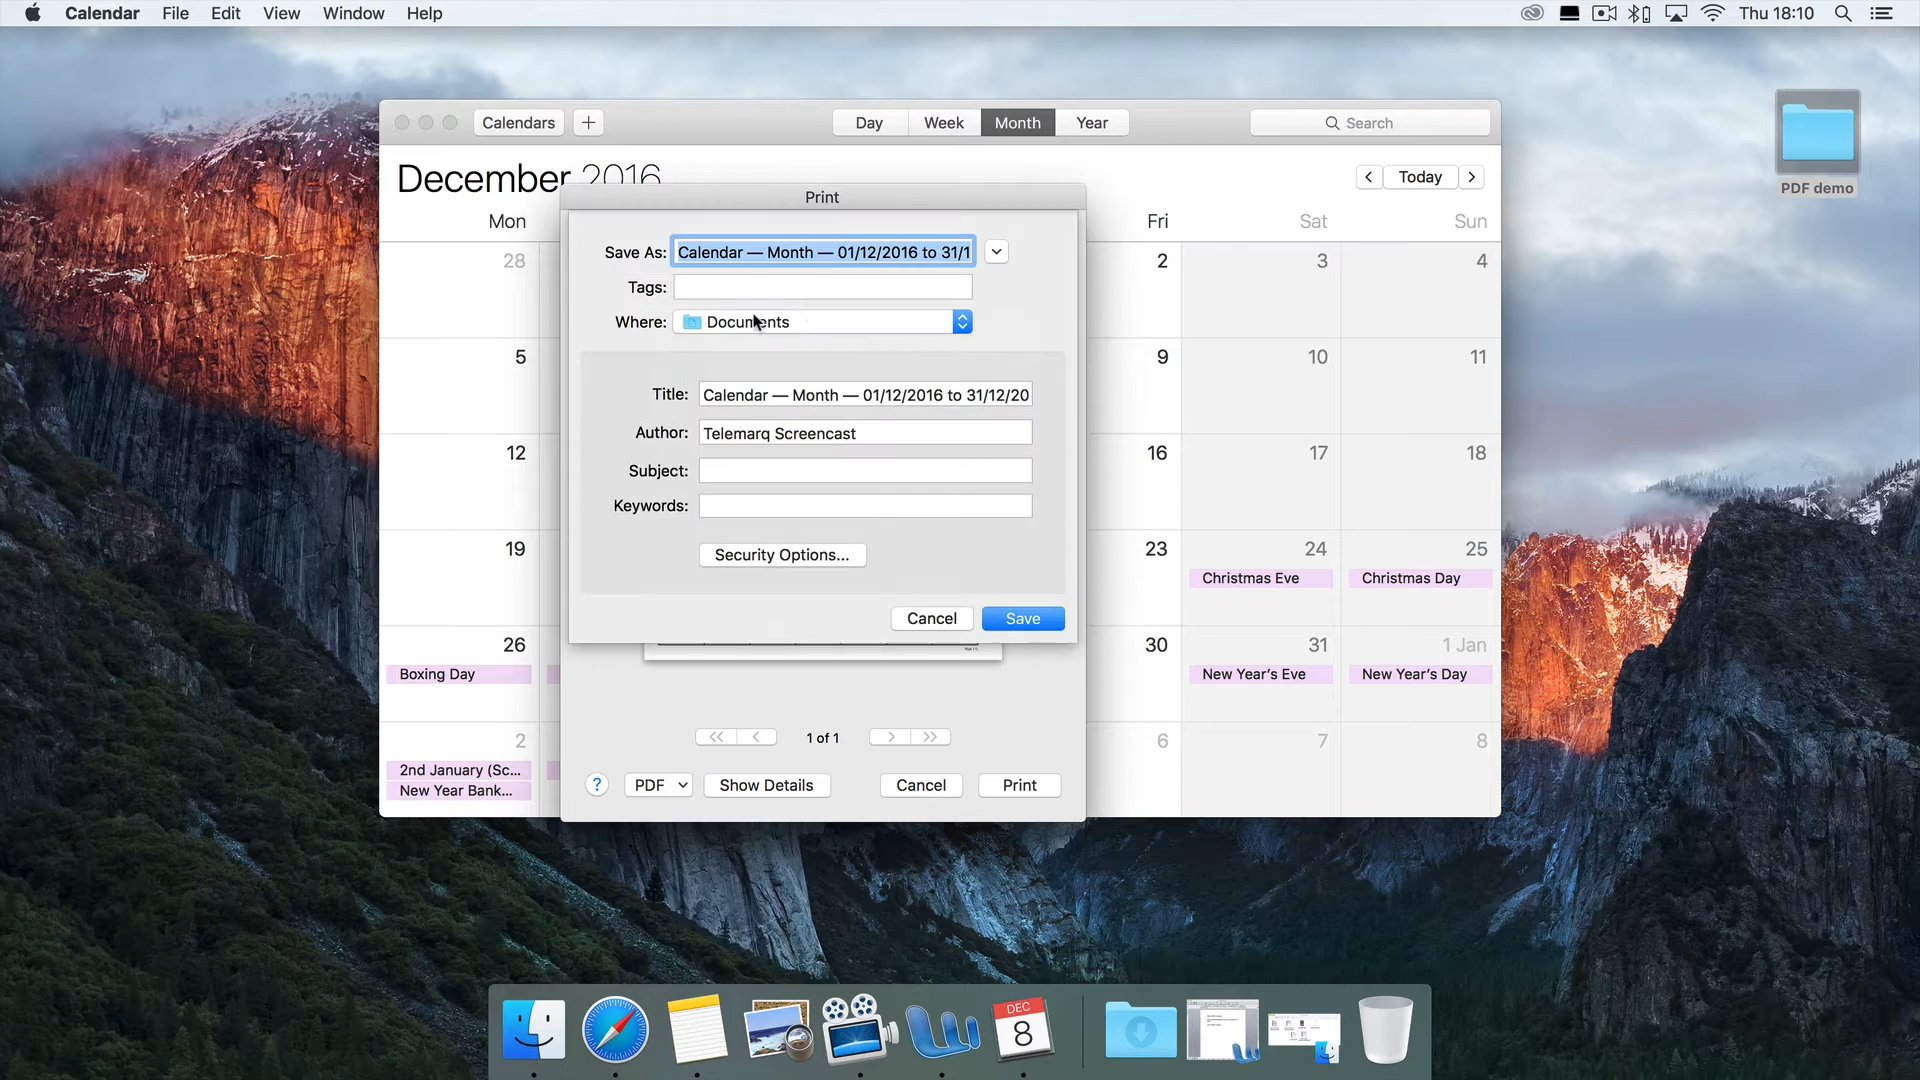 Calendar File Edit View Window Help Thu 18:10
Calendars + Day Week Month Year Search
December 2016
Today
PDF demo
Print
Mon Fri Sat Sun
Save As: Calendar — Month — 01/12/2016 to 31/1
Tags:
Where: Documents
Title: Calendar — Month — 01/12/2016 to 31/12/20
Author: Telemarq Screencast
Subject:
Keywords:
Security Options...
Cancel Save
28 2 3 4
5 9 10 11
12 16 17 18
19 23 24 25
Christmas Eve Christmas Day
26 30 31 1 Jan
Boxing Day New Year's Eve New Year's Day
1 of 1
2 6 7 8
2nd January (Sc...
New Year Bank...
? PDF Show Details Cancel Print
DEC
8